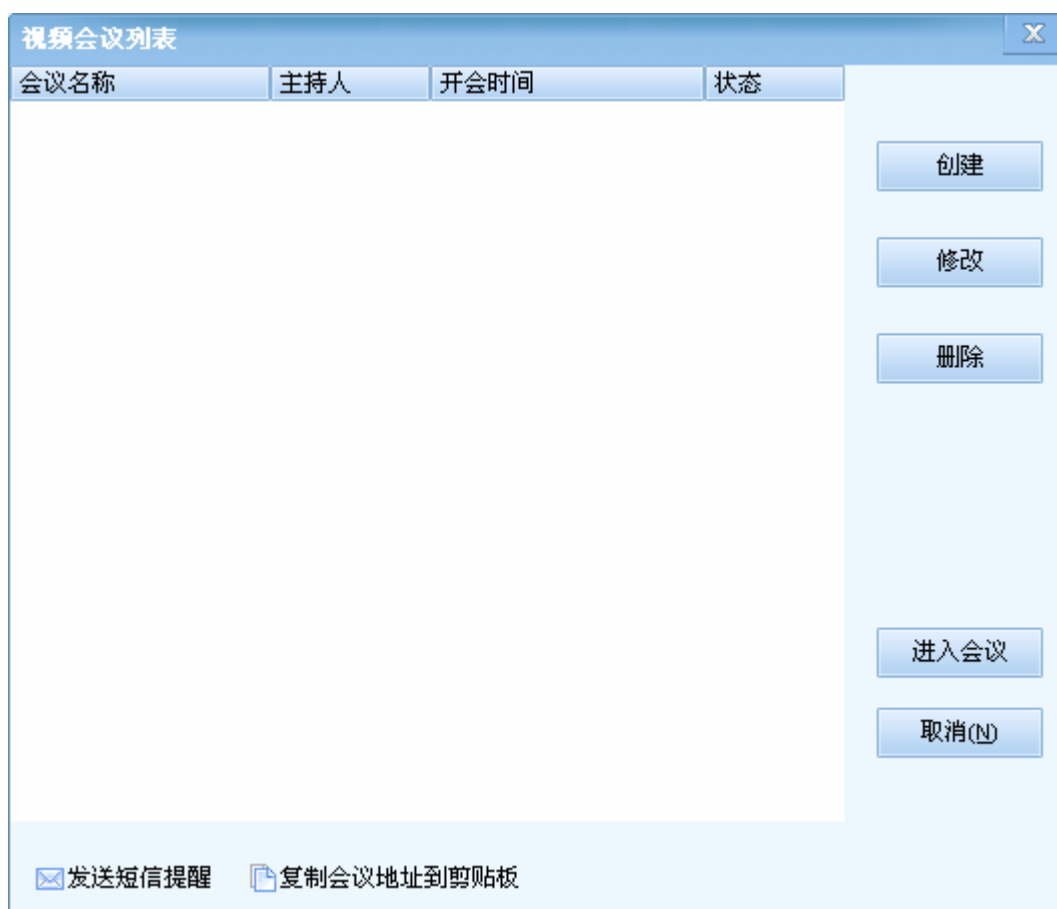 视频会议列表
会议名称 主持人 开会时间 状态
创建
修改
删除
进入会议
取消(N)
发送短信提醒 复制会议地址到剪贴板